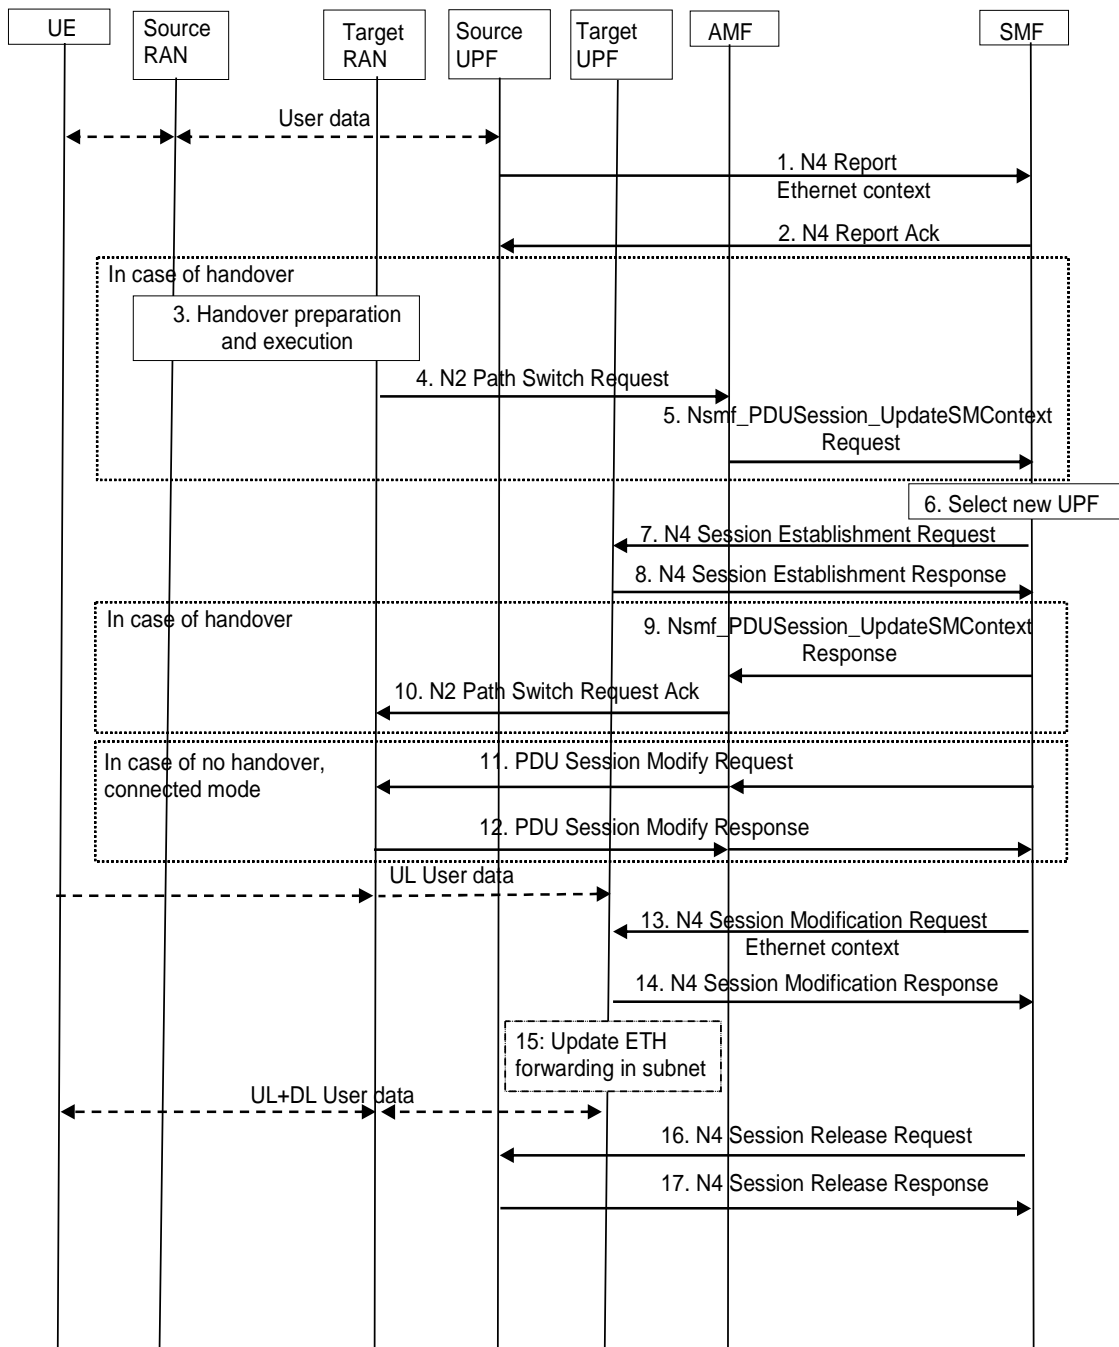 UE
Source
RAN
Target
RAN
Source
UPF
Target
UPF
AMF
SMF
User data
1. N4 Report
Ethernet context
2. N4 Report Ack
In case of handover
3. Handover preparation
and execution
4. N2 Path Switch Request
5. Nsmf_PDUSession_UpdateSMContext
Request
6. Select new UPF
7. N4 Session Establishment Request
8. N4 Session Establishment Response
In case of handover
9. Nsmf_PDUSession_UpdateSMContext
Response
10. N2 Path Switch Request Ack
In case of no handover,
connected mode
11. PDU Session Modify Request
12. PDU Session Modify Response
UL User data
13. N4 Session Modification Request
Ethernet context
14. N4 Session Modification Response
15: Update ETH
forwarding in subnet
UL+DL User data
16. N4 Session Release Request
17. N4 Session Release Response